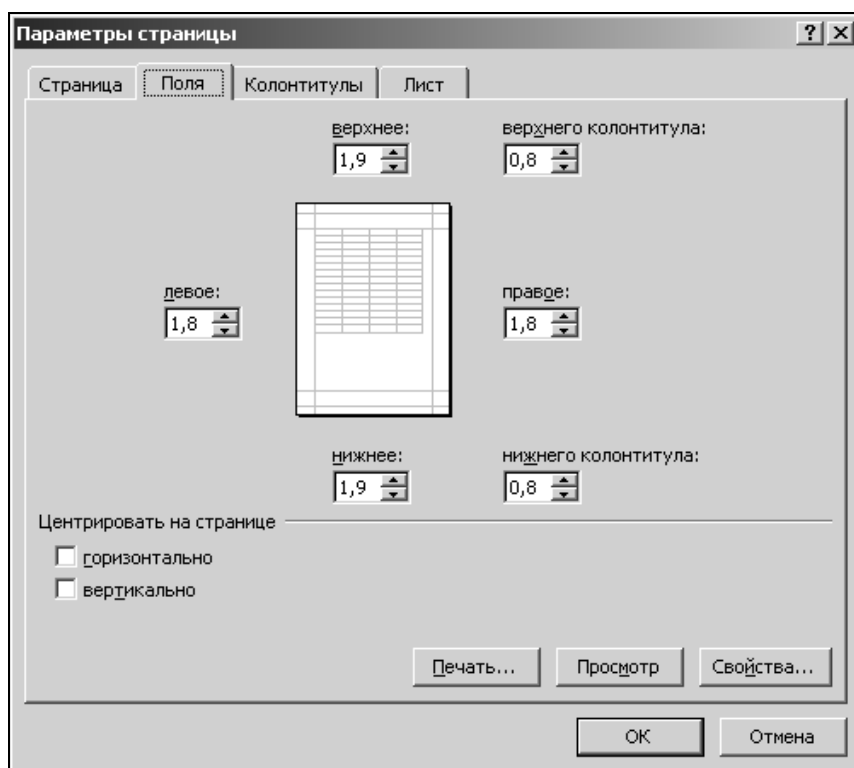 Параметры страницы
Страница Поля Колонтитулы Лист
верхнее: верхнего колонтитула:
1,9 0,8
левое: правое:
1,8 1,8
нижнее: нижнего колонтитула:
1,9 0,8
Центрировать на странице
горизонтально
вертикально
Печать... Просмотр Свойства...
ОК Отмена